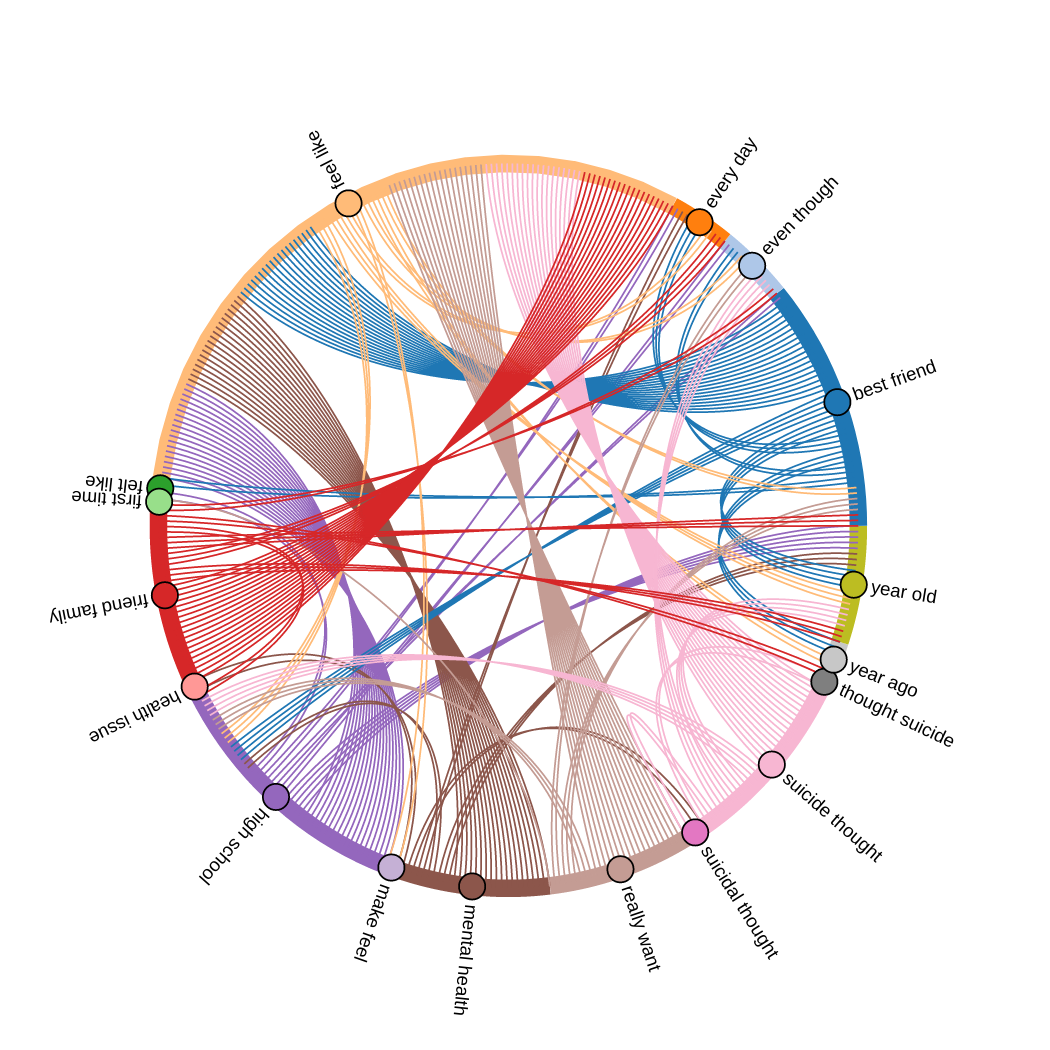 feel like
every day
even though
best friend
year old
year ago
thought suicide
suicide thought
suicidal thought
really want
mental health
make feel
high school
health issue
friend family
first time
felt like